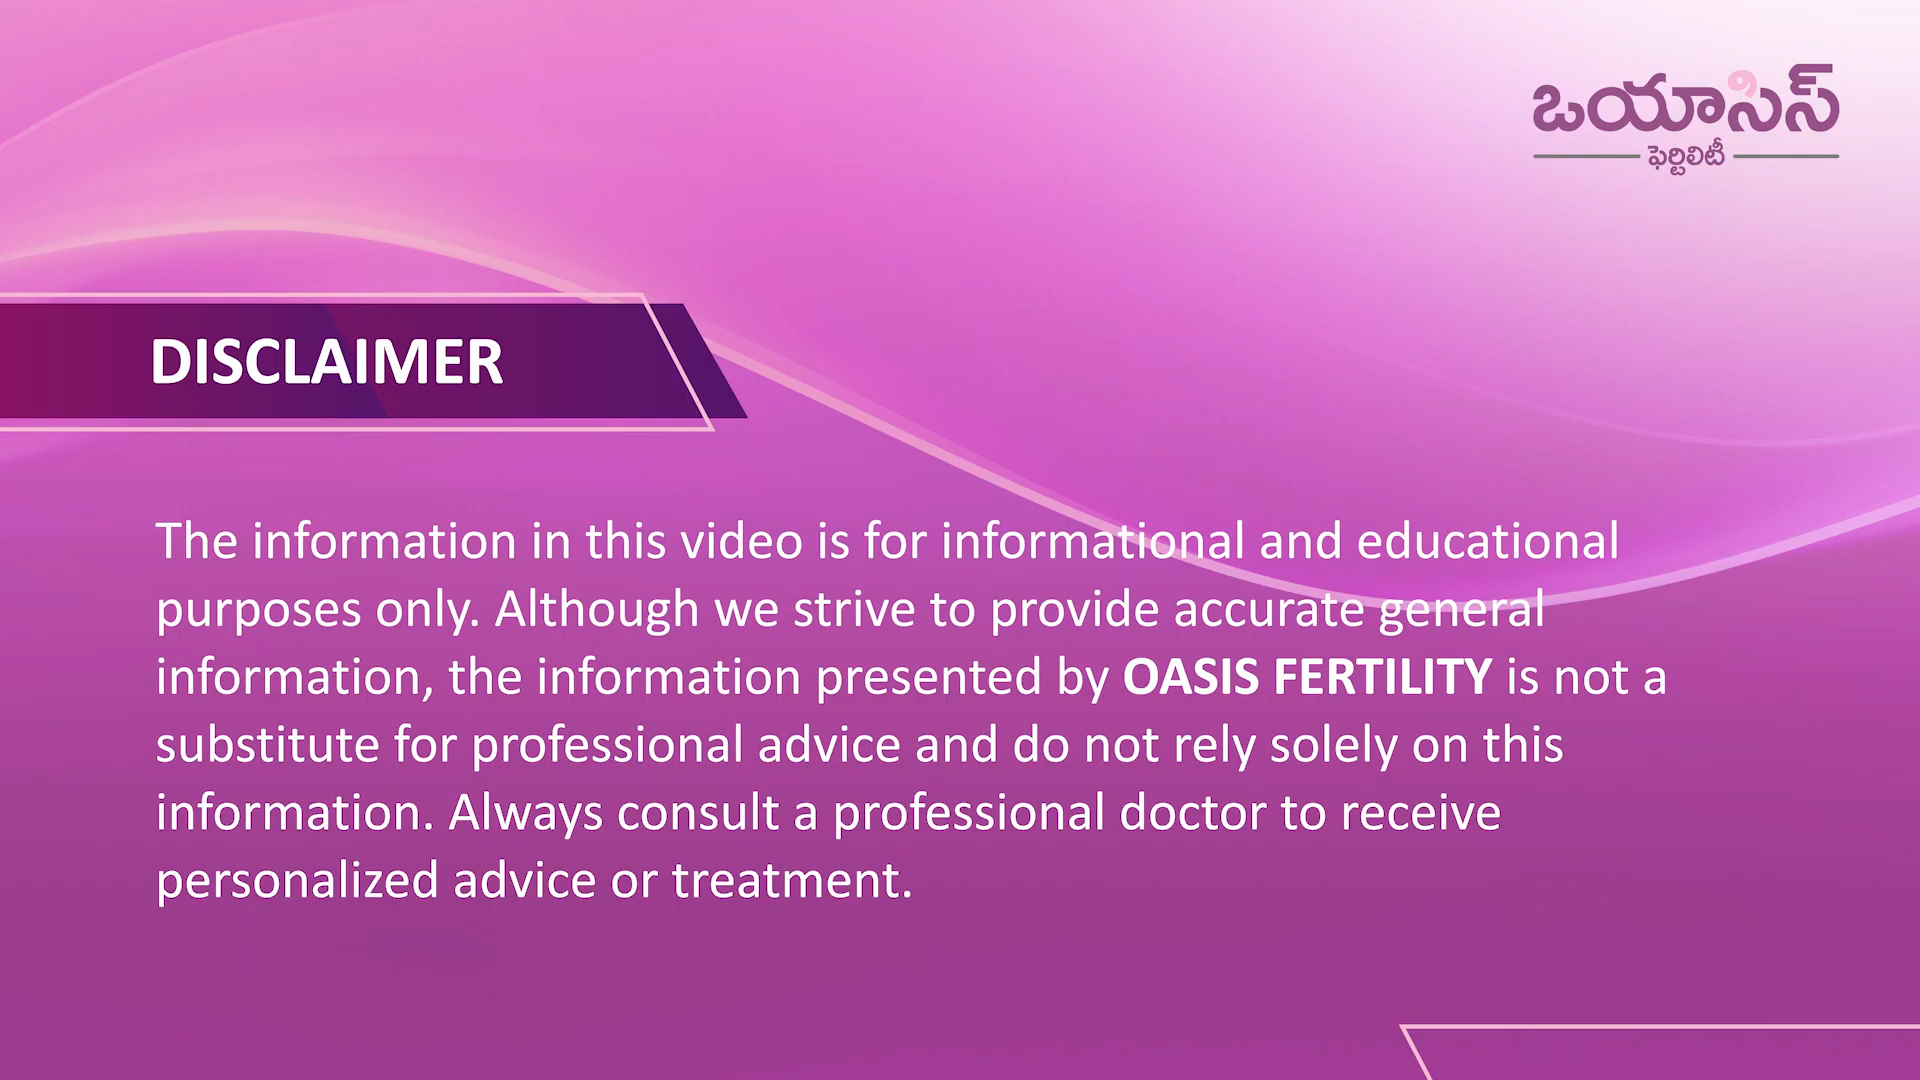 ఒయాసిస్
ఫెర్టిలిటీ
DISCLAIMER
The information in this video is for informational and educational
purposes only. Although we strive to provide accurate general
information, the information presented by OASIS FERTILITY is not a
substitute for professional advice and do not rely solely on this
information. Always consult a professional doctor to receive
personalized advice or treatment.